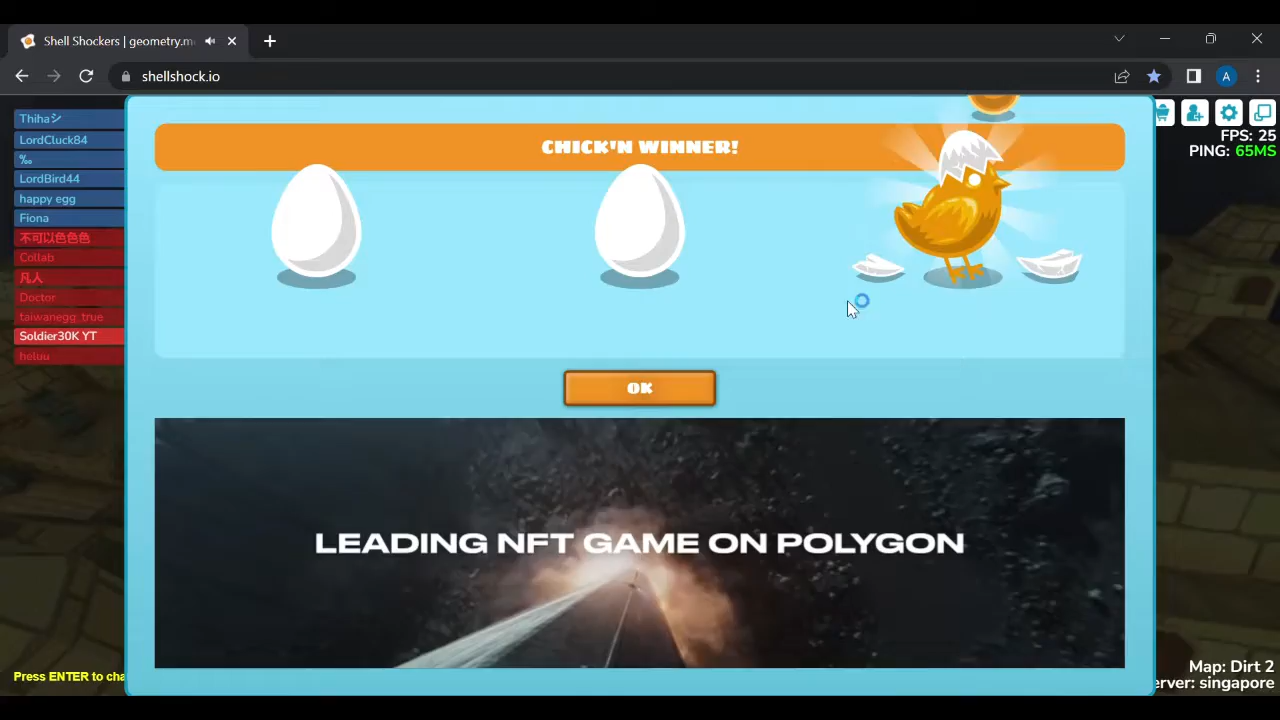 Shell Shockers | geometry.m
shellshock.io
A
Thihaシ
LordCluck84
‰
LordBird44
happy egg
Fiona
不可以色色色
Collab
凡人
Doctor
taiwanegg_true
Soldier30K YT
heluu
FPS: 25
PING: 65MS
CHICK'N WINNER!
OK
LEADING NFT GAME ON POLYGON
Press ENTER to cha
Map: Dirt 2
erver: singapore